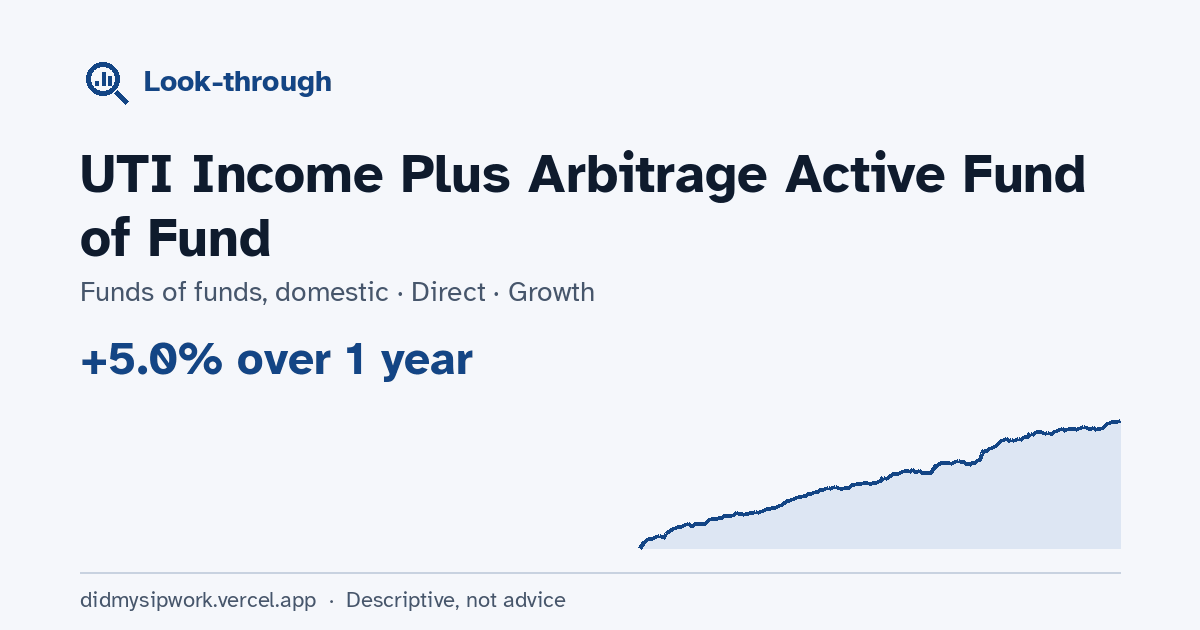 Look-through
UTI Income Plus Arbitrage Active Fund
of Fund
Funds of funds, domestic · Direct · Growth
+5.0% over 1 year
didmysipwork.vercel.app · Descriptive, not advice